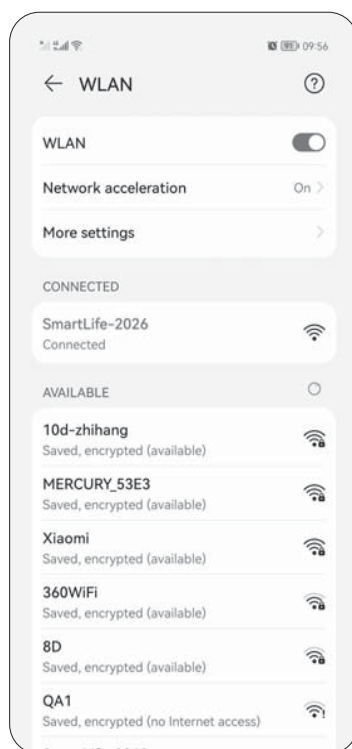 95 09:56
WLAN
WLAN
Network acceleration On
More settings
CONNECTED
SmartLife-2026
Connected
AVAILABLE
10d-zhihang
Saved, encrypted (available)
MERCURY_53E3
Saved, encrypted (available)
Xiaomi
Saved, encrypted (available)
360WiFi
Saved, encrypted (available)
8D
Saved, encrypted (available)
QA1
Saved, encrypted (no Internet access)